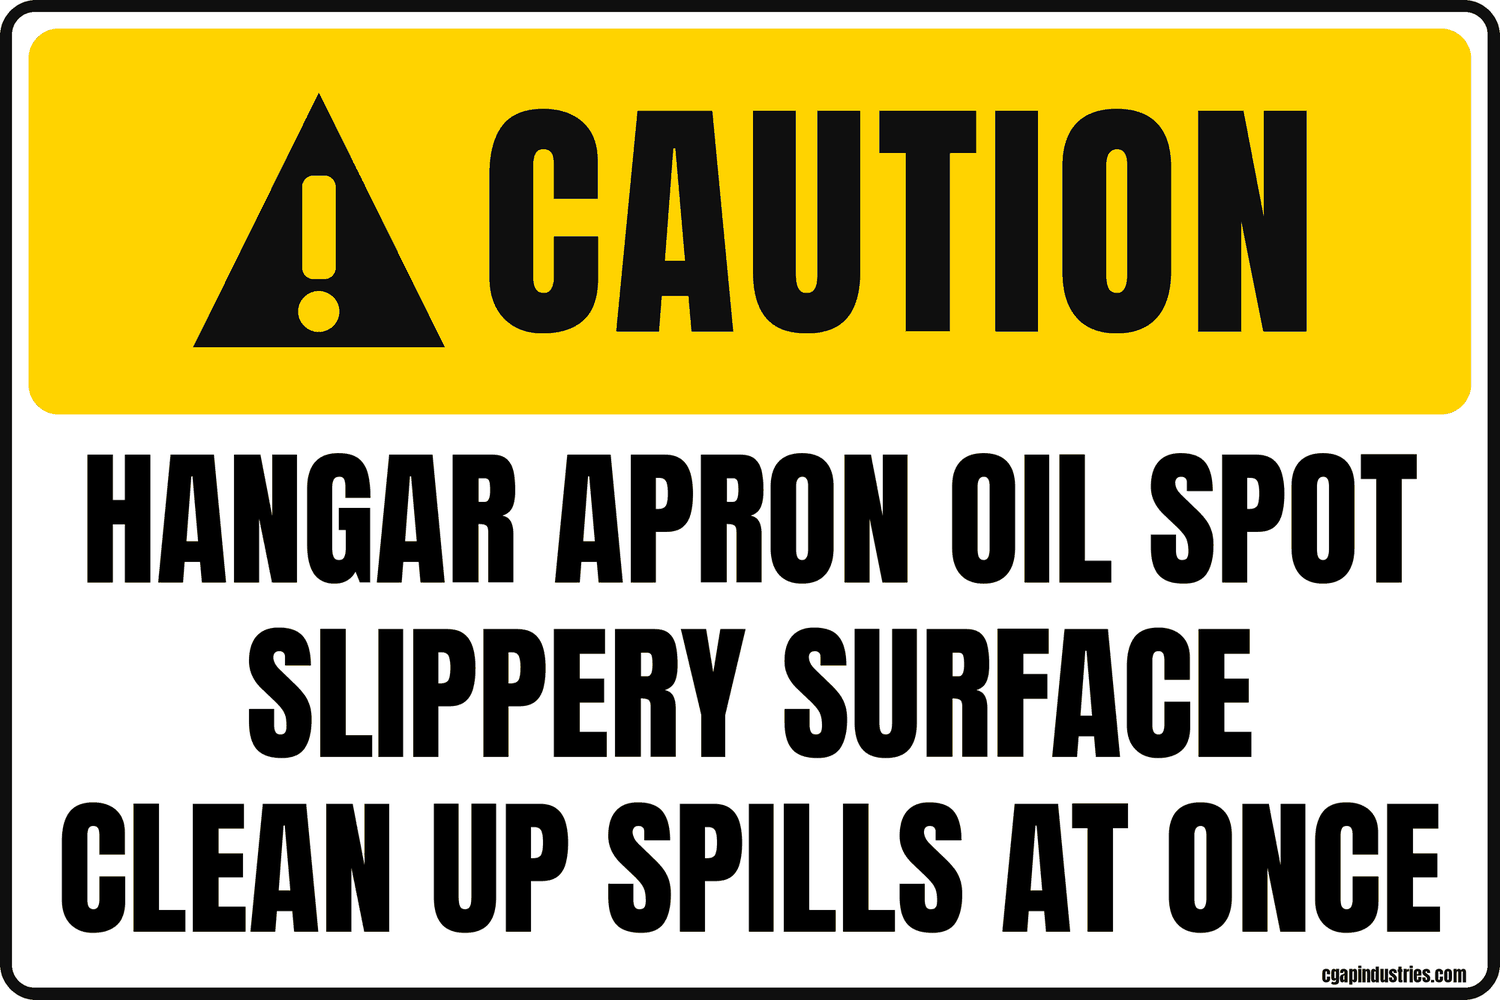 CAUTION
HANGAR APRON OIL SPOT
SLIPPERY SURFACE
CLEAN UP SPILLS AT ONCE
cgapindustries.com